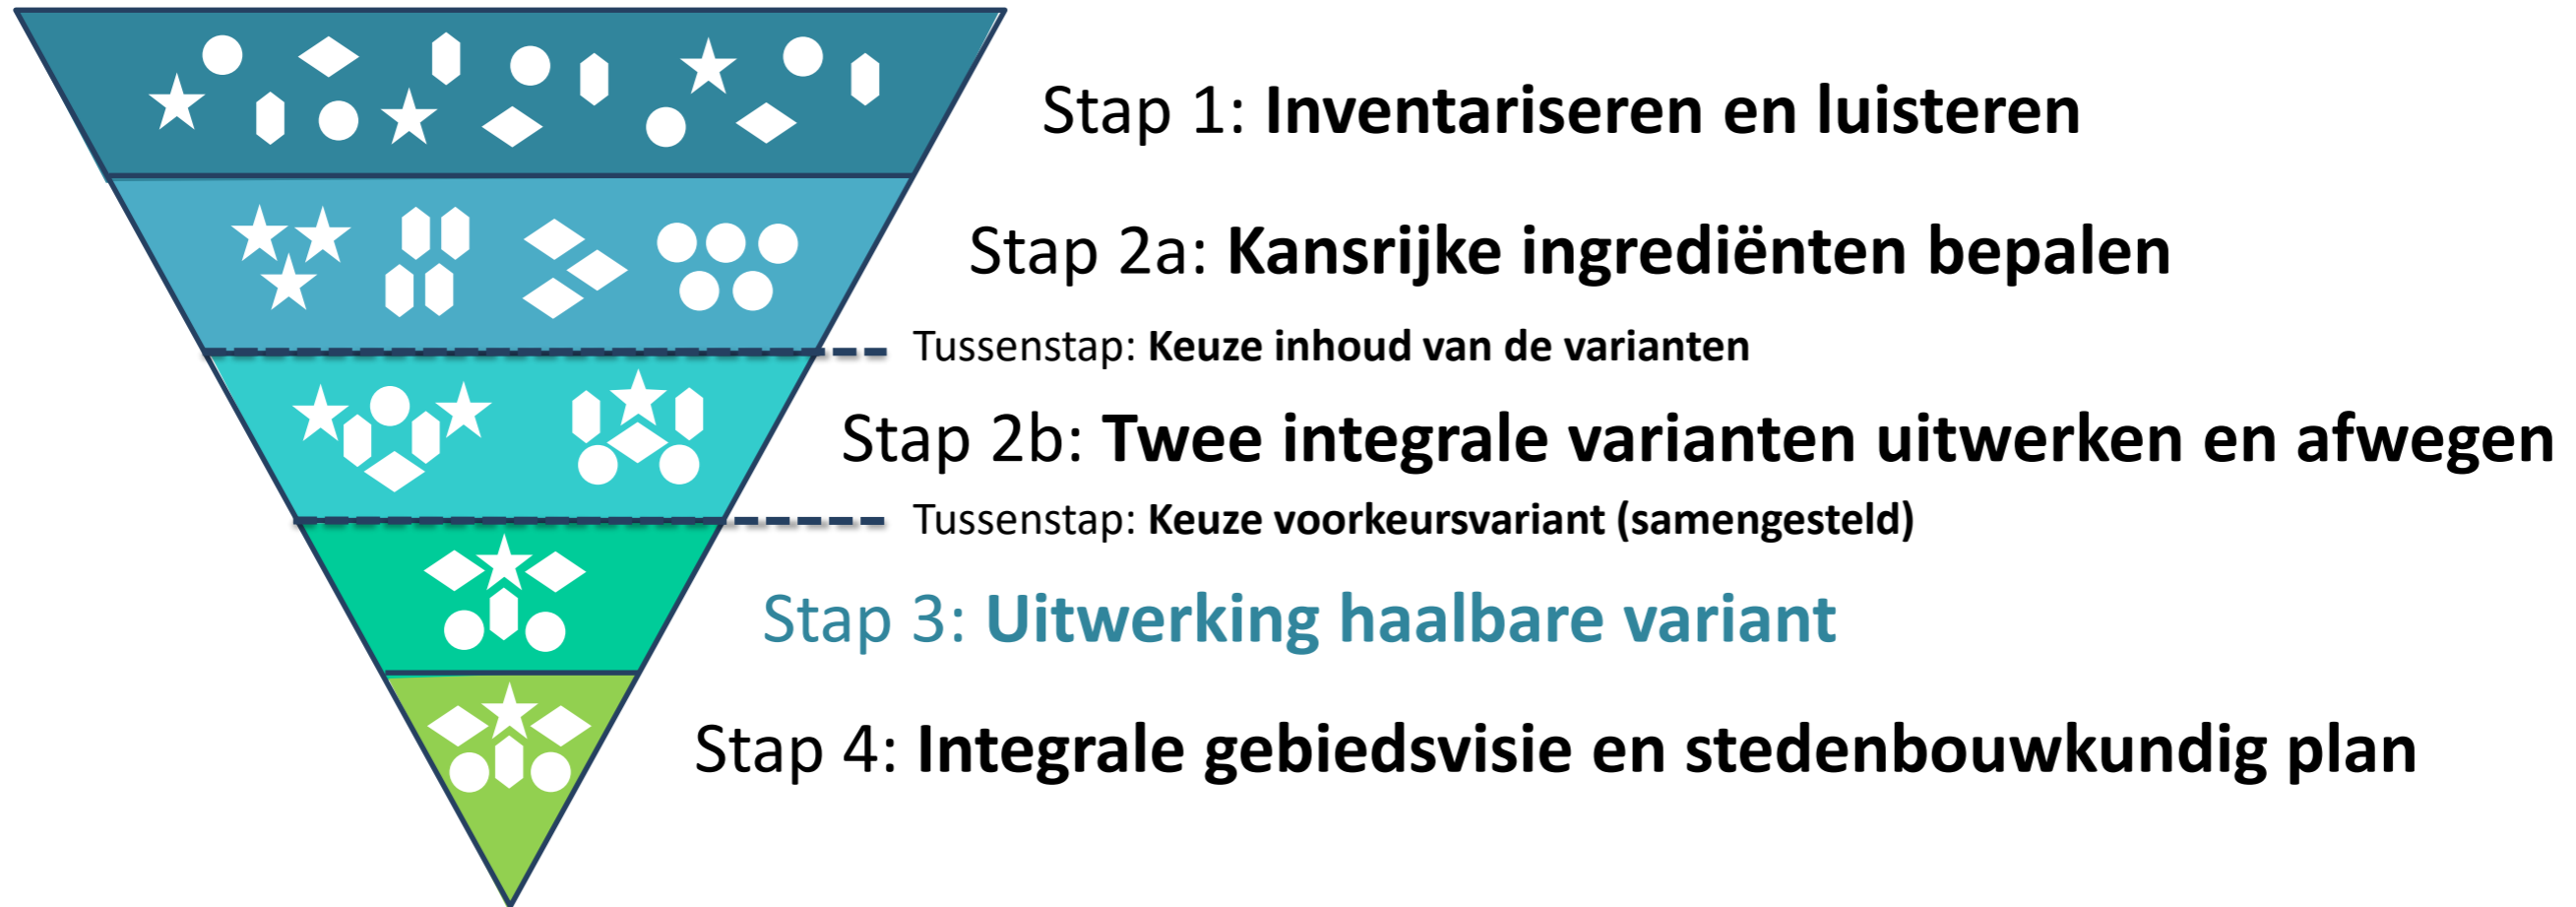 Stap 1: Inventariseren en luisteren
Stap 2a: Kansrijke ingrediënten bepalen
Tussenstap: Keuze inhoud van de varianten
Stap 2b: Twee integrale varianten uitwerken en afwegen
Tussenstap: Keuze voorkeursvariant (samengesteld)
Stap 3: Uitwerking haalbare variant
Stap 4: Integrale gebiedsvisie en stedenbouwkundig plan